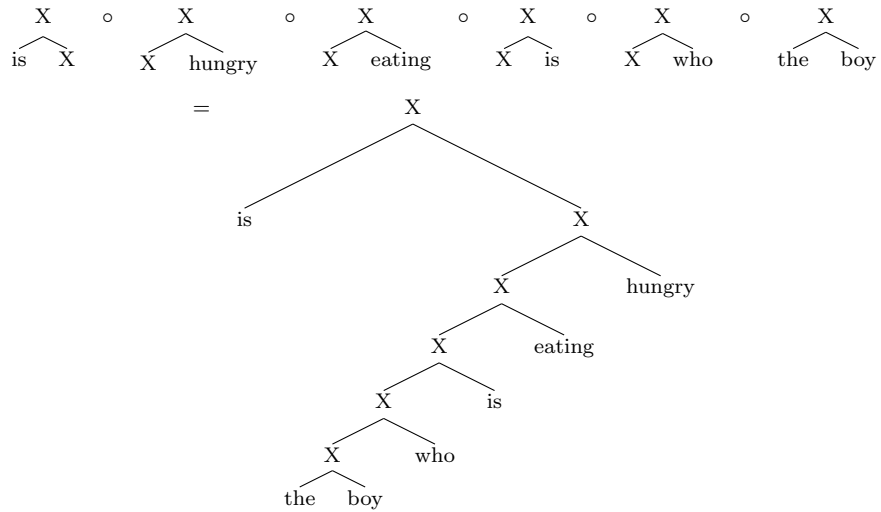 X ∘ X ∘ X ∘ X ∘ X ∘ X
is X X hungry X eating X is X who the boy
= X
is X
X hungry
X eating
X is
X who
the boy